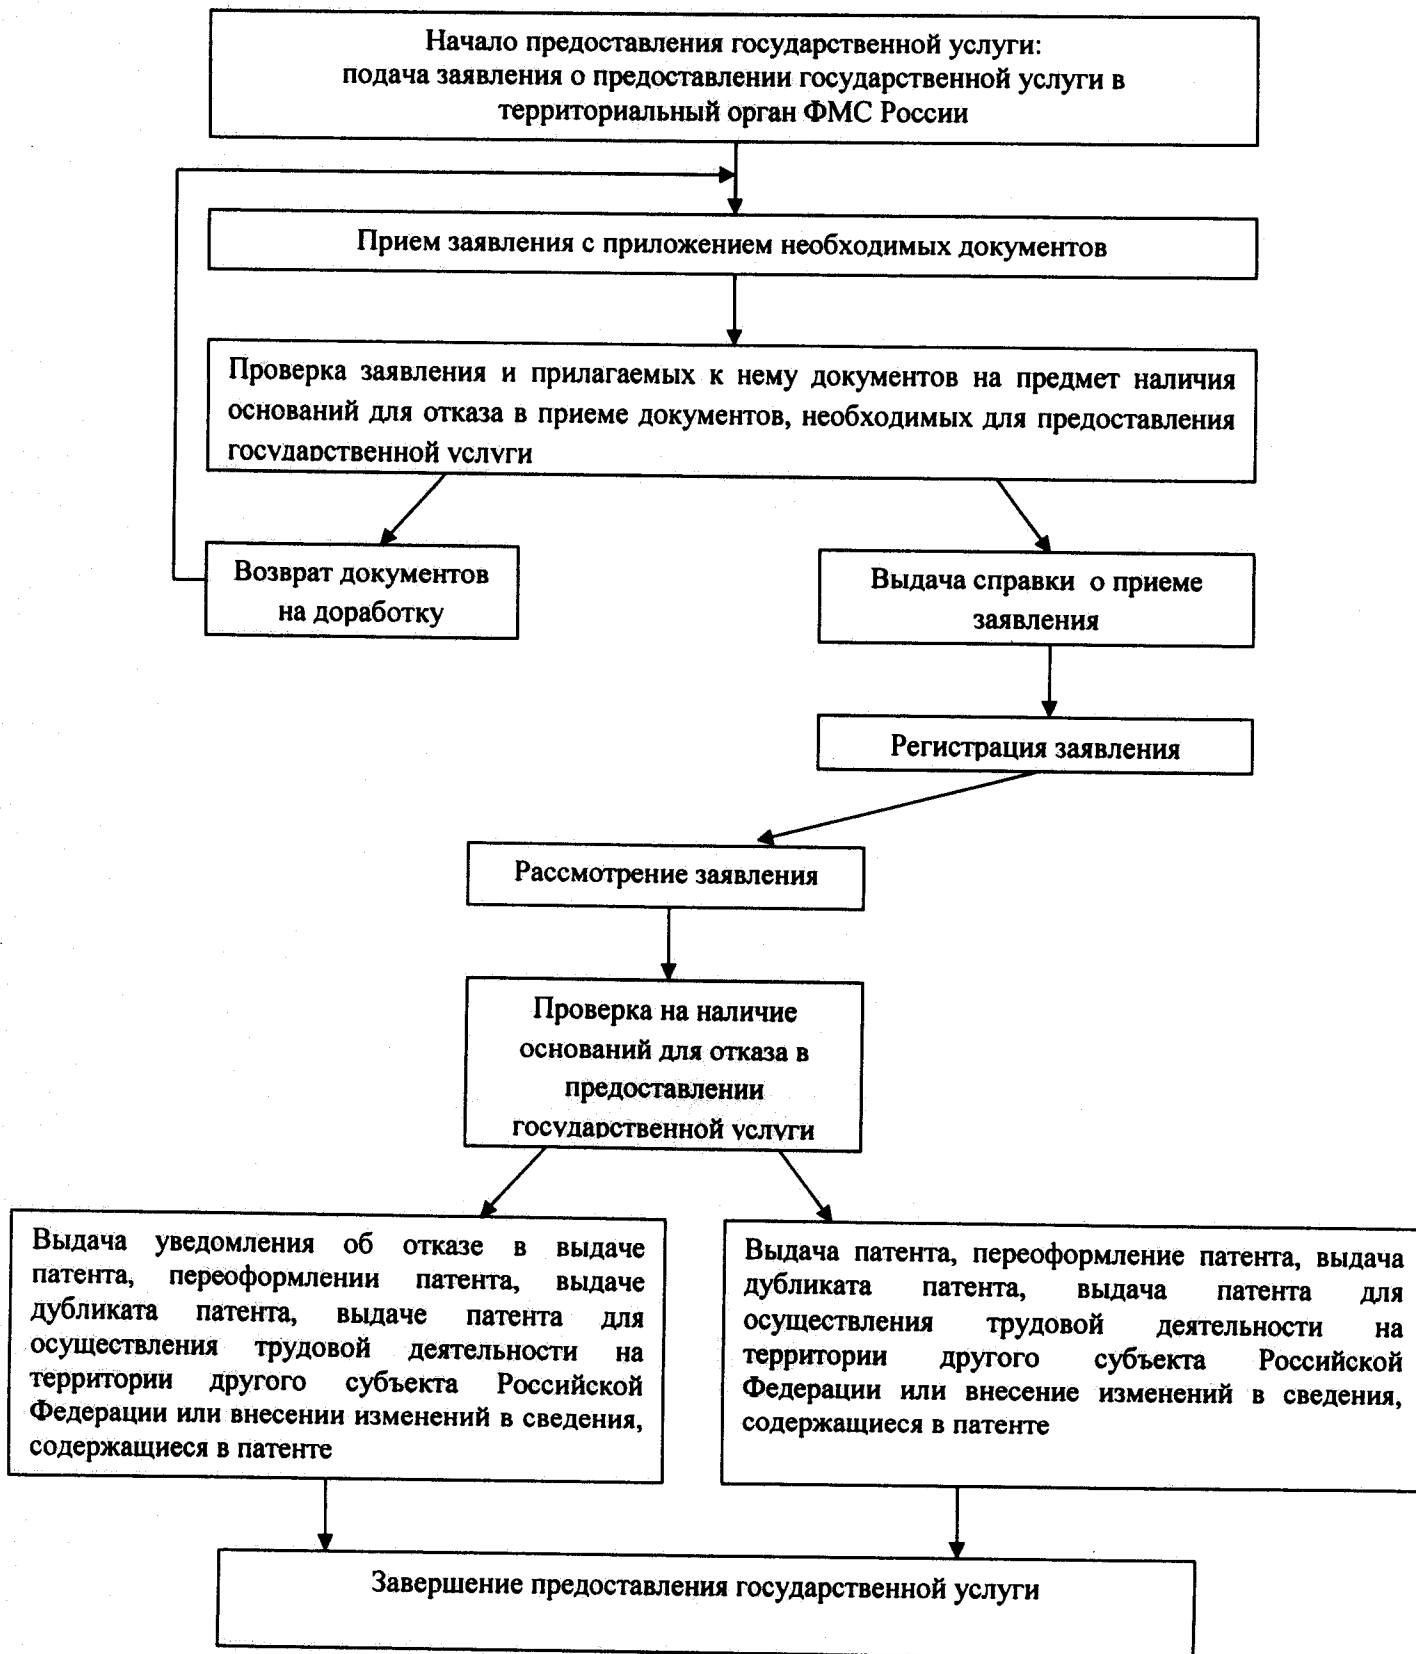 Начало предоставления государственной услуги:
подача заявления о предоставлении государственной услуги в
территориальный орган ФМС России
Прием заявления с приложением необходимых документов
Проверка заявления и прилагаемых к нему документов на предмет наличия
оснований для отказа в приеме документов, необходимых для предоставления
государственной услуги
Возврат документов
на доработку
Выдача справки о приеме
заявления
Регистрация заявления
Рассмотрение заявления
Проверка на наличие
оснований для отказа в
предоставлении
государственной услуги
Выдача уведомления об отказе в выдаче
патента, переоформлении патента, выдаче
дубликата патента, выдаче патента для
осуществления трудовой деятельности на
территории другого субъекта Российской
Федерации или внесении изменений в сведения,
содержащиеся в патенте
Выдача патента, переоформление патента, выдача
дубликата патента, выдача патента для
осуществления трудовой деятельности на
территории другого субъекта Российской
Федерации или внесение изменений в сведения,
содержащиеся в патенте
Завершение предоставления государственной услуги